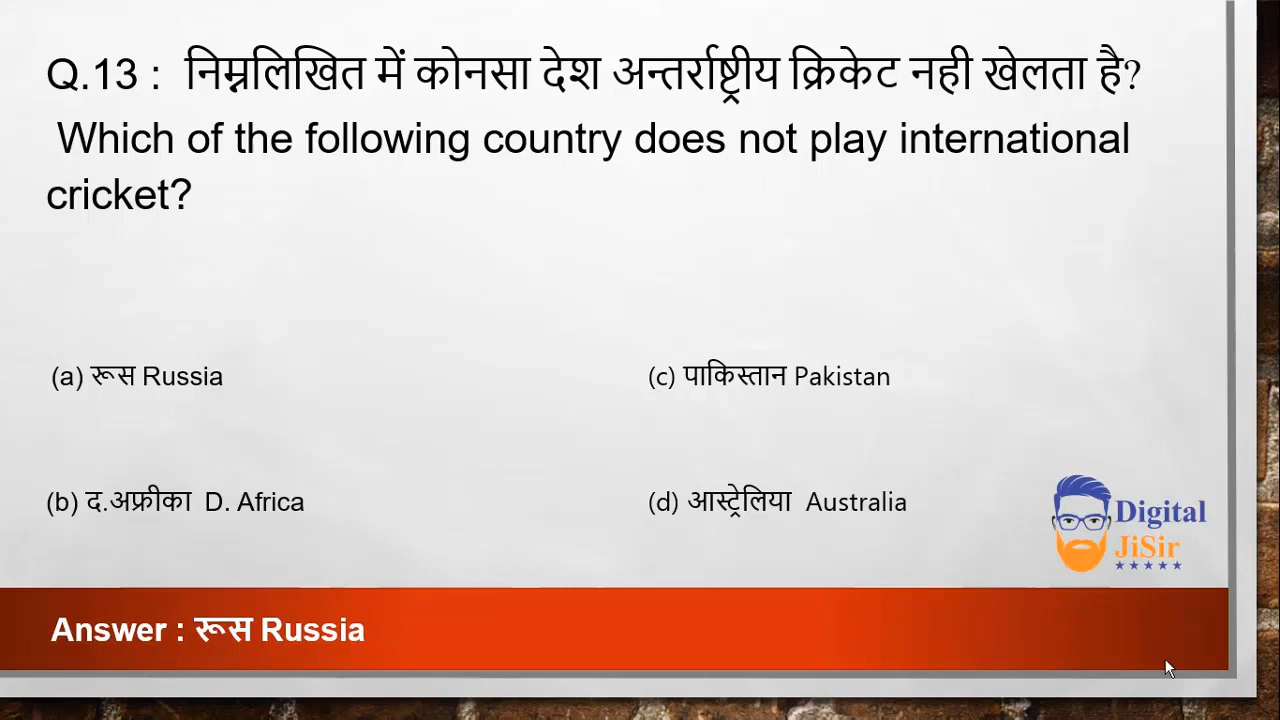 Q.13 : निम्नलिखित में कोनसा देश अन्तर्राष्ट्रीय क्रिकेट नही खेलता है?
Which of the following country does not play international
cricket?
(a) रूस Russia
(c) पाकिस्तान Pakistan
(b) द.अफ्रीका D. Africa
(d) आस्ट्रेलिया Australia
Digital
JiSir
Answer : रूस Russia